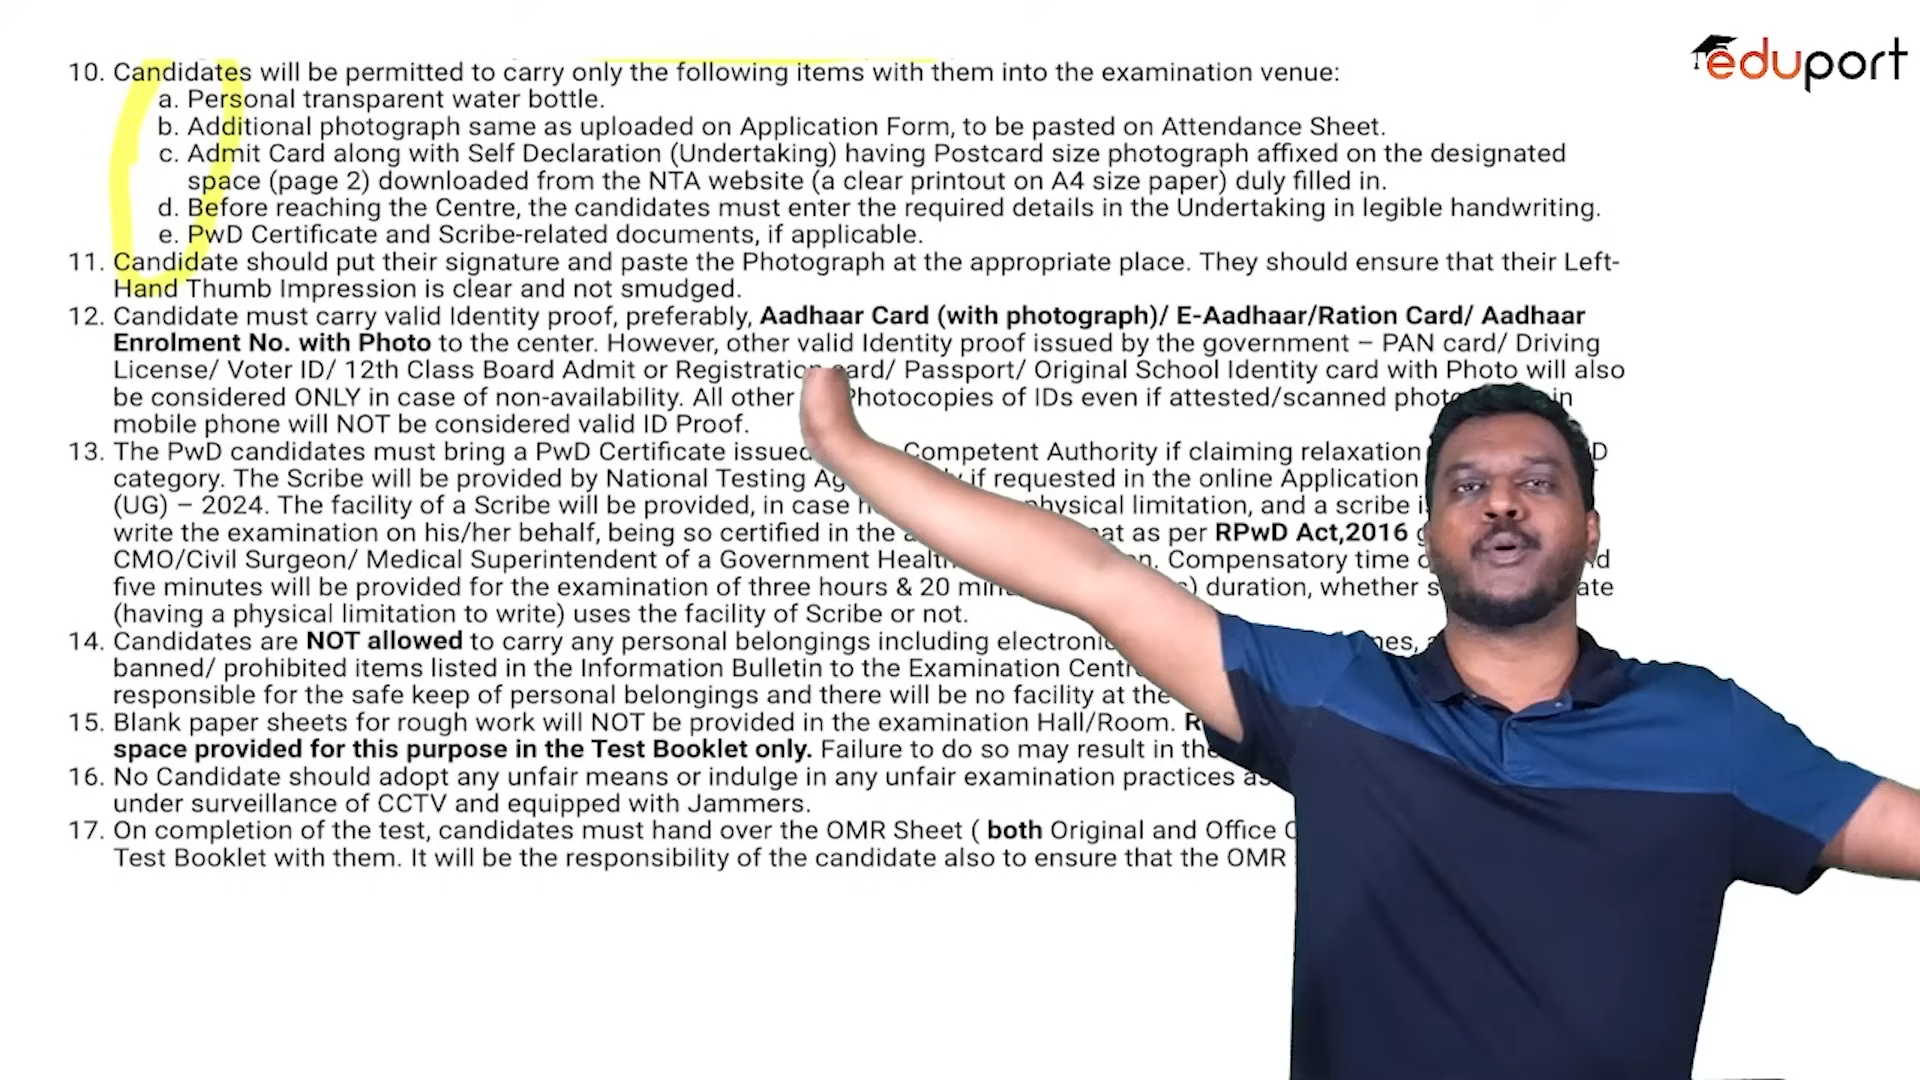 eduport
10. Candidates will be permitted to carry only the following items with them into the examination venue:
a. Personal transparent water bottle.
b. Additional photograph same as uploaded on Application Form, to be pasted on Attendance Sheet.
c. Admit Card along with Self Declaration (Undertaking) having Postcard size photograph affixed on the designated
space (page 2) downloaded from the NTA website (a clear printout on A4 size paper) duly filled in.
d. Before reaching the Centre, the candidates must enter the required details in the Undertaking in legible handwriting.
e. PwD Certificate and Scribe-related documents, if applicable.
11. Candidate should put their signature and paste the Photograph at the appropriate place. They should ensure that their Left-
Hand Thumb Impression is clear and not smudged.
12. Candidate must carry valid Identity proof, preferably, Aadhaar Card (with photograph)/ E-Aadhaar/Ration Card/ Aadhaar
Enrolment No. with Photo to the center. However, other valid Identity proof issued by the government – PAN card/ Driving
License/ Voter ID/ 12th Class Board Admit or Registration card/ Passport/ Original School Identity card with Photo will also
be considered ONLY in case of non-availability. All other Photocopies of IDs even if attested/scanned in
mobile phone will NOT be considered valid ID Proof.
13. The PwD candidates must bring a PwD Certificate issued Competent Authority if claiming relaxation
category. The Scribe will be provided by National Testing if requested in the online Application
(UG) – 2024. The facility of a Scribe will be provided, in case physical limitation, and a scribe
write the examination on his/her behalf, being so certified in the as per RPwD Act,2016
CMO/Civil Surgeon/ Medical Superintendent of a Government Compensatory time
five minutes will be provided for the examination of three hours & 20 duration, whether
(having a physical limitation to write) uses the facility of Scribe or not.
14. Candidates are NOT allowed to carry any personal belongings including
banned/ prohibited items listed in the Information Bulletin to the Examination
responsible for the safe keep of personal belongings and there will be no facility at the
15. Blank paper sheets for rough work will NOT be provided in the examination Hall/Room.
space provided for this purpose in the Test Booklet only. Failure to do so may result in
16. No Candidate should adopt any unfair means or indulge in any unfair examination practices
under surveillance of CCTV and equipped with Jammers.
17. On completion of the test, candidates must hand over the OMR Sheet ( both Original and Office
Test Booklet with them. It will be the responsibility of the candidate also to ensure that the OMR